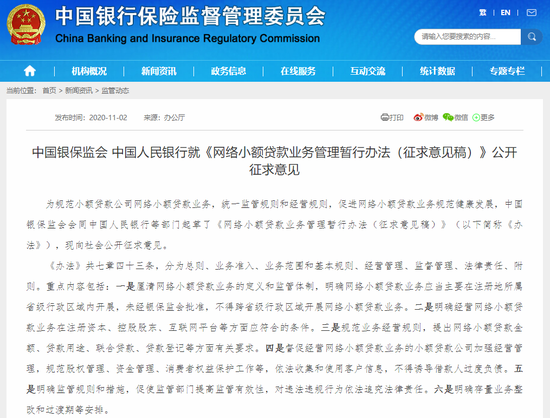 中国银行保险监督管理委员会
China Banking and Insurance Regulatory Commission
繁 | EN
请输入您要搜索的内容...
机构概况 新闻资讯 政务信息 在线服务 互动交流 统计数据 专题专栏
当前位置: 首页 > 新闻资讯 > 监管动态
发布时间:2020-11-02 来源:办公厅 打印 微博 微信 更多
中国银保监会 中国人民银行就《网络小额贷款业务管理暂行办法（征求意见稿）》公开
征求意见
为规范小额贷款公司网络小额贷款业务，统一监管规则和经营规则，促进网络小额贷款业务规范健康发展，中国
银保监会会同中国人民银行等部门起草了《网络小额贷款业务管理暂行办法（征求意见稿）》（以下简称《办
法》），现向社会公开征求意见。
《办法》共七章四十三条，分为总则、业务准入、业务范围和基本规则、经营管理、监督管理、法律责任、附
则。重点内容包括：一是厘清网络小额贷款业务的定义和监管体制，明确网络小额贷款业务应当主要在注册地所属
省级行政区域内开展，未经银保监会批准，不得跨省级行政区域开展网络小额贷款业务。二是明确经营网络小额贷
款业务在注册资本、控股股东、互联网平台等方面应符合的条件。三是规范业务经营规则，提出网络小额贷款金
额、贷款用途、联合贷款、贷款登记等方面有关要求。四是督促经营网络小额贷款业务的小额贷款公司加强经营管
理，规范股权管理、资金管理、消费者权益保护工作等，依法收集和使用客户信息，不得诱导借款人过度负债。五
是明确监管规则和措施，促使监管部门提高监管有效性，对违法违规行为依法追究法律责任。六是明确存量业务整
改和过渡期等安排。